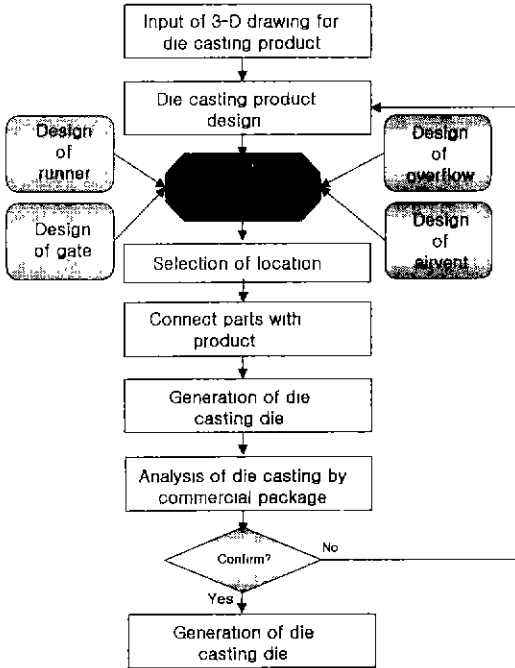 Input of 3-D drawing for
die casting product
Die casting product
design
Design
of
runner
Design
of
overflow
Design
of gate
Design
of
airvent
Selection of location
Connect parts with
product
Generation of die
casting die
Analysis of die casting by
commercial package
Confirm?
No
Yes
Generation of die
casting die